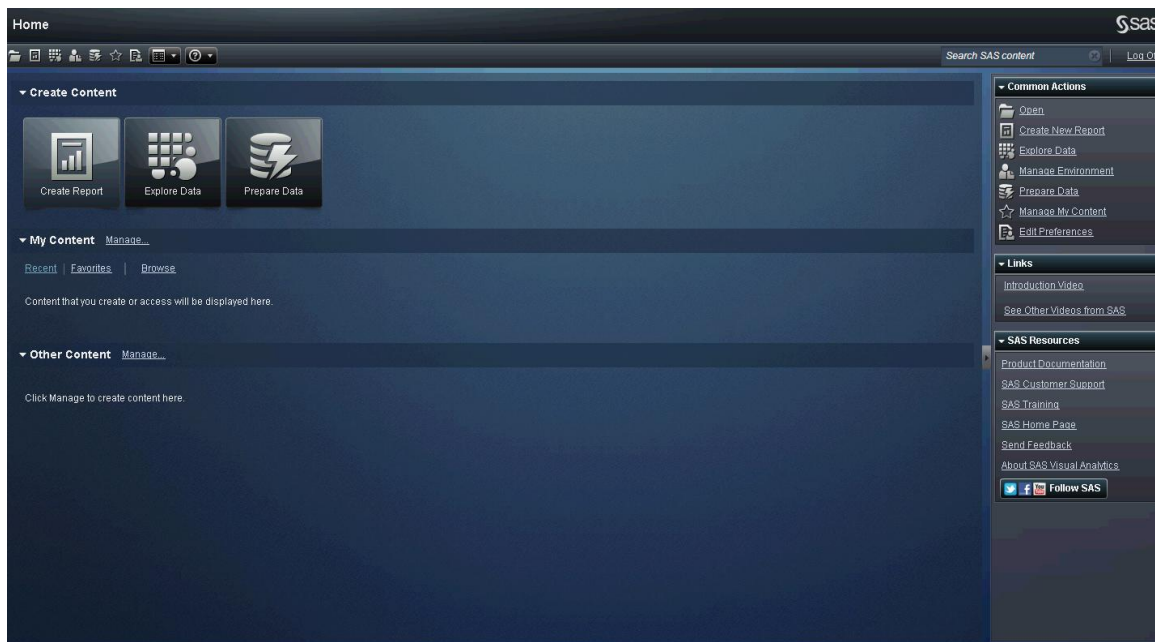 Home
sas
Search SAS content
Log Of
Create Content
Create Report
Explore Data
Prepare Data
My Content Manage...
Recent | Favorites | Browse
Content that you create or access will be displayed here.
Other Content Manage...
Click Manage to create content here.
Common Actions
Open
Create New Report
Explore Data
Manage Environment
Prepare Data
Manage My Content
Edit Preferences
Links
Introduction Video
See Other Videos from SAS
SAS Resources
Product Documentation
SAS Customer Support
SAS Training
SAS Home Page
Send Feedback
About SAS Visual Analytics
Follow SAS